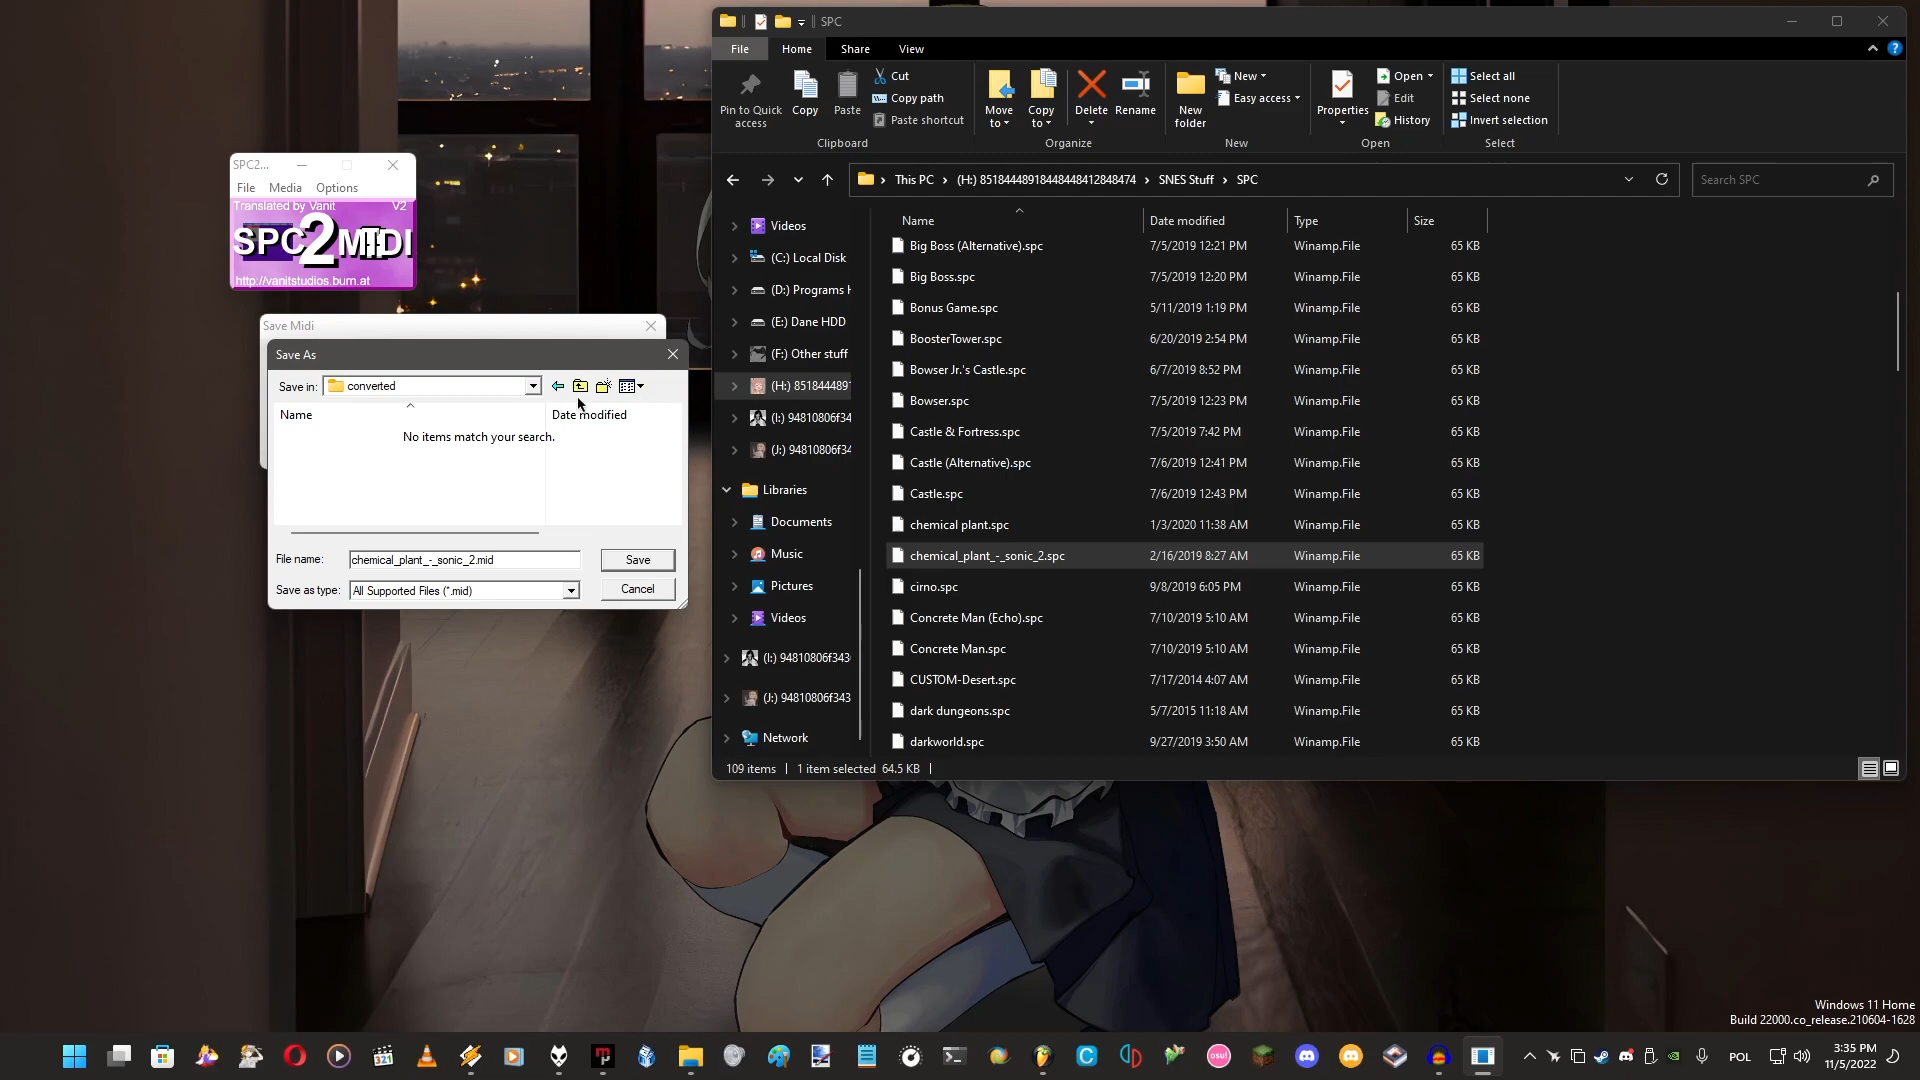 SPC2...
File Media Options
Translated by Vanit V2
SPC2MIDI
http://vanitstudios.bum.at
Save Midi
Save As
Save in: converted
Name Date modified
No items match your search.
File name: chemical_plant_-_sonic_2.mid Save
Save as type: All Supported Files (*.mid) Cancel
SPC
File Home Share View
Pin to Quick access
Copy
Paste
Cut
Copy path
Paste shortcut
Clipboard
Move to
Copy to
Delete
Rename
Organize
New folder
New
Easy access
New
Properties
Open
Edit
History
Open
Select all
Select none
Invert selection
Select
This PC (H:) 85184448918448448412848474 SNES Stuff SPC
Search SPC
Videos
(C:) Local Disk
(D:) Programs H
(E:) Dane HDD
(F:) Other stuff
(H:) 8518444891
(I:) 94810806f34
(J:) 94810806f34
Libraries
Documents
Music
Pictures
Videos
(I:) 94810806f343
(J:) 94810806f343
Network
Name Date modified Type Size
Big Boss (Alternative).spc 7/5/2019 12:21 PM Winamp.File 65 KB
Big Boss.spc 7/5/2019 12:20 PM Winamp.File 65 KB
Bonus Game.spc 5/11/2019 1:19 PM Winamp.File 65 KB
BoosterTower.spc 6/20/2019 2:54 PM Winamp.File 65 KB
Bowser Jr.'s Castle.spc 6/7/2019 8:52 PM Winamp.File 65 KB
Bowser.spc 7/5/2019 12:23 PM Winamp.File 65 KB
Castle & Fortress.spc 7/5/2019 7:42 PM Winamp.File 65 KB
Castle (Alternative).spc 7/6/2019 12:41 PM Winamp.File 65 KB
Castle.spc 7/6/2019 12:43 PM Winamp.File 65 KB
chemical plant.spc 1/3/2020 11:38 AM Winamp.File 65 KB
chemical_plant_-_sonic_2.spc 2/16/2019 8:27 AM Winamp.File 65 KB
cirno.spc 9/8/2019 6:05 PM Winamp.File 65 KB
Concrete Man (Echo).spc 7/10/2019 5:10 AM Winamp.File 65 KB
Concrete Man.spc 7/10/2019 5:10 AM Winamp.File 65 KB
CUSTOM-Desert.spc 7/17/2014 4:07 AM Winamp.File 65 KB
dark dungeons.spc 5/7/2015 11:18 AM Winamp.File 65 KB
darkworld.spc 9/27/2019 3:50 AM Winamp.File 65 KB
109 items 1 item selected 64.5 KB
Windows 11 Home
Build 22000.co_release.210604-1628
321
osu!
POL
3:35 PM
11/5/2022